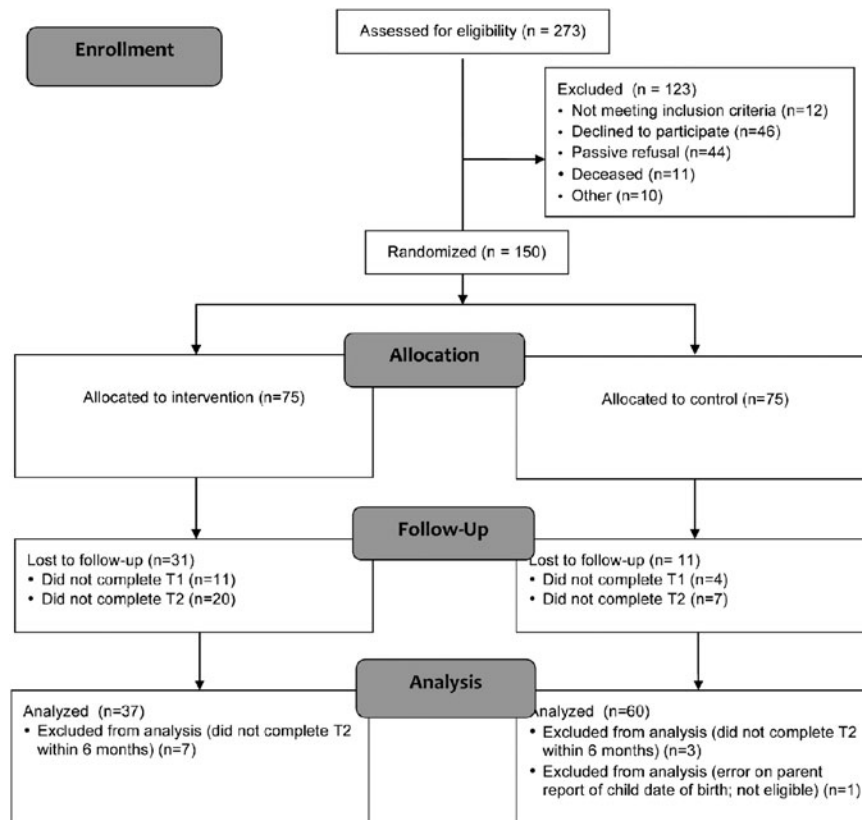 Assessed for eligibility (n = 273)
Enrollment
Excluded (n = 123)
• Not meeting inclusion criteria (n=12)
• Declined to participate (n=46)
• Passive refusal (n=44)
• Deceased (n=11)
• Other (n=10)
Randomized (n = 150)
Allocation
Allocated to intervention (n=75)
Allocated to control (n=75)
Follow-Up
Lost to follow-up (n=31)
• Did not complete T1 (n=11)
• Did not complete T2 (n=20)
Lost to follow-up (n= 11)
• Did not complete T1 (n=4)
• Did not complete T2 (n=7)
Analysis
Analyzed (n=37)
• Excluded from analysis (did not complete T2
within 6 months) (n=7)
Analyzed (n=60)
• Excluded from analysis (did not complete T2
within 6 months) (n=3)
• Excluded from analysis (error on parent
report of child date of birth; not eligible) (n=1)